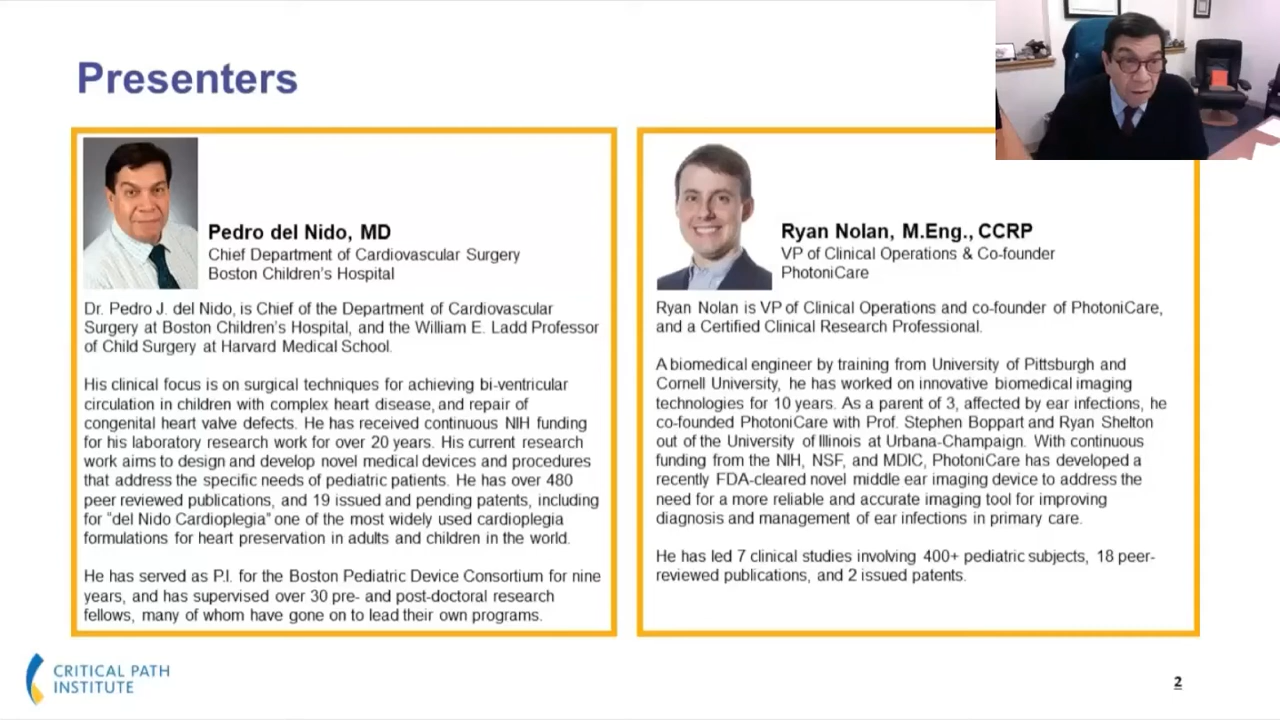 Presenters
Pedro del Nido, MD
Chief Department of Cardiovascular Surgery
Boston Children's Hospital
Dr. Pedro J. del Nido, is Chief of the Department of Cardiovascular
Surgery at Boston Children's Hospital, and the William E. Ladd Professor
of Child Surgery at Harvard Medical School.
His clinical focus is on surgical techniques for achieving bi-ventricular
circulation in children with complex heart disease, and repair of
congenital heart valve defects. He has received continuous NIH funding
for his laboratory research work for over 20 years. His current research
work aims to design and develop novel medical devices and procedures
that address the specific needs of pediatric patients. He has over 480
peer reviewed publications, and 19 issued and pending patents, including
for "del Nido Cardioplegia" one of the most widely used cardioplegia
formulations for heart preservation in adults and children in the world.
He has served as P.I. for the Boston Pediatric Device Consortium for nine
years, and has supervised over 30 pre- and post-doctoral research
fellows, many of whom have gone on to lead their own programs.
Ryan Nolan, M.Eng., CCRP
VP of Clinical Operations & Co-founder
PhotoniCare
Ryan Nolan is VP of Clinical Operations and co-founder of PhotoniCare,
and a Certified Clinical Research Professional.
A biomedical engineer by training from University of Pittsburgh and
Cornell University, he has worked on innovative biomedical imaging
technologies for 10 years. As a parent of 3, affected by ear infections, he
co-founded PhotoniCare with Prof. Stephen Boppart and Ryan Shelton
out of the University of Illinois at Urbana-Champaign. With continuous
funding from the NIH, NSF, and MDIC, PhotoniCare has developed a
recently FDA-cleared novel middle ear imaging device to address the
need for a more reliable and accurate imaging tool for improving
diagnosis and management of ear infections in primary care.
He has led 7 clinical studies involving 400+ pediatric subjects, 18 peer-
reviewed publications, and 2 issued patents.
CRITICAL PATH
INSTITUTE
2